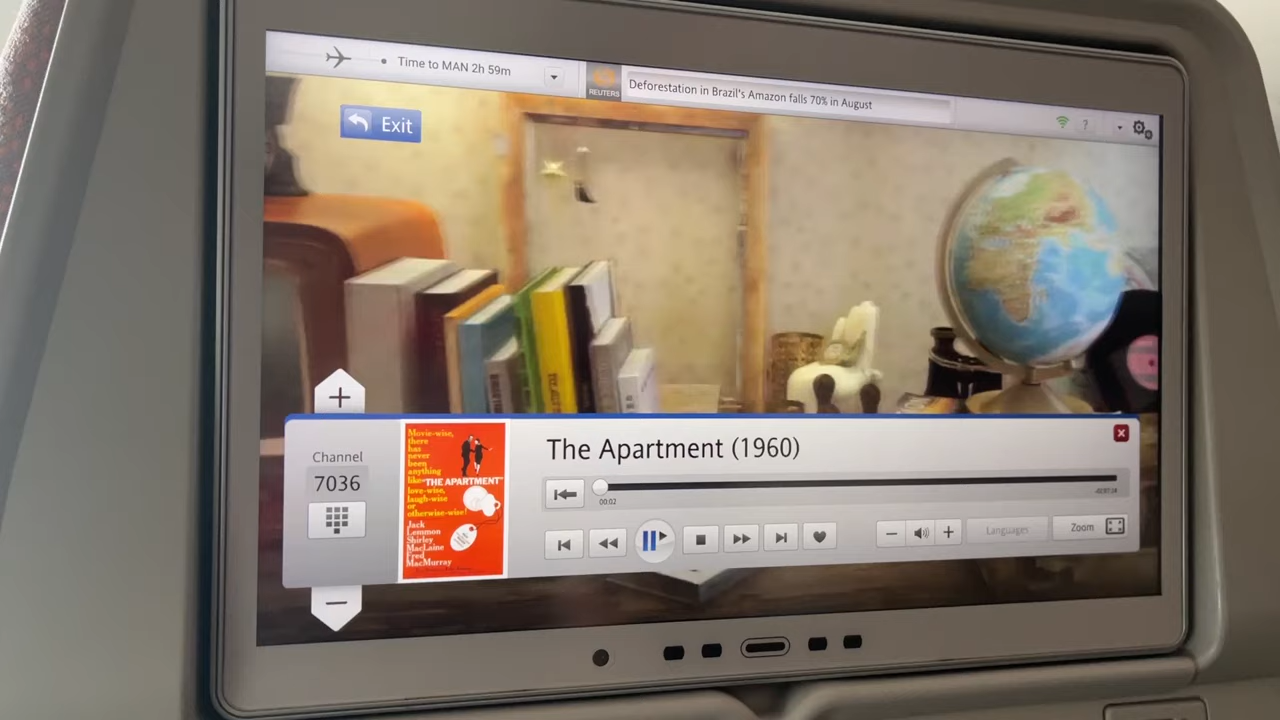 Time to MAN 2h 59m
REUTERS
Deforestation in Brazil's Amazon falls 70% in August
?
Exit
+
Channel
7036
−
Movie-wise,
there
has
never
been
anything
like "THE APARTMENT"
love-wise,
laugh-wise
or
otherwise-wise!
Jack
Lemmon
Shirley
MacLaine
Fred
MacMurray
The Apartment (1960)
00:02
− +
Languages
Zoom